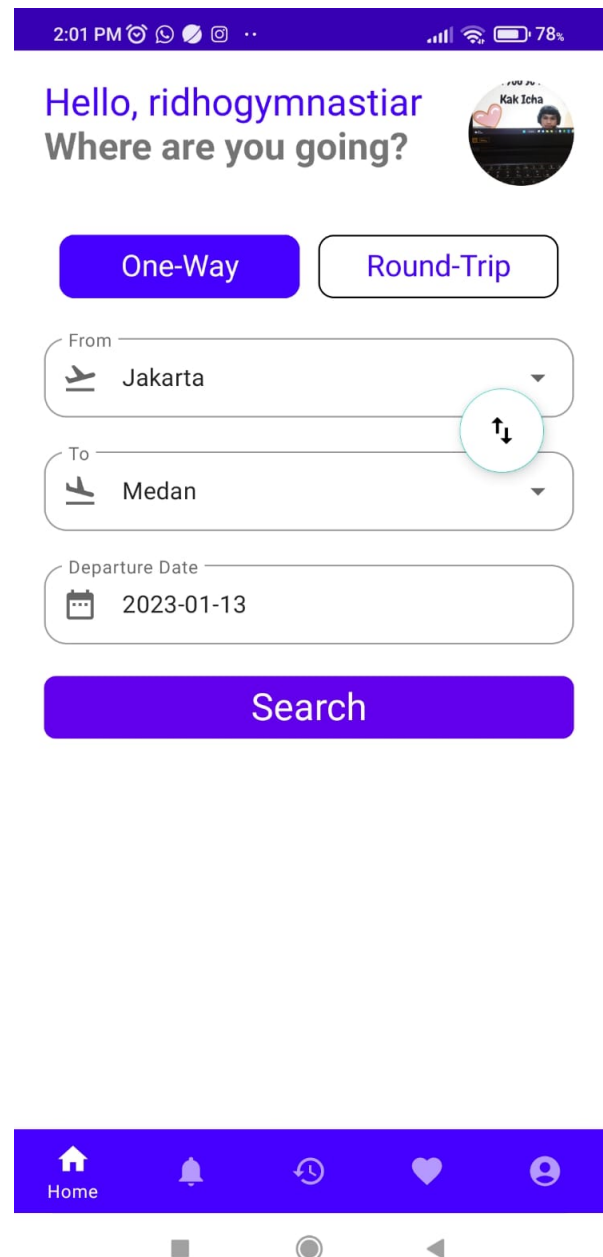 2:01 PM
78%
Hello, ridhogymnastiar
Where are you going?
Kak Icha
One-Way
Round-Trip
From
Jakarta
To
Medan
Departure Date
2023-01-13
Search
Home